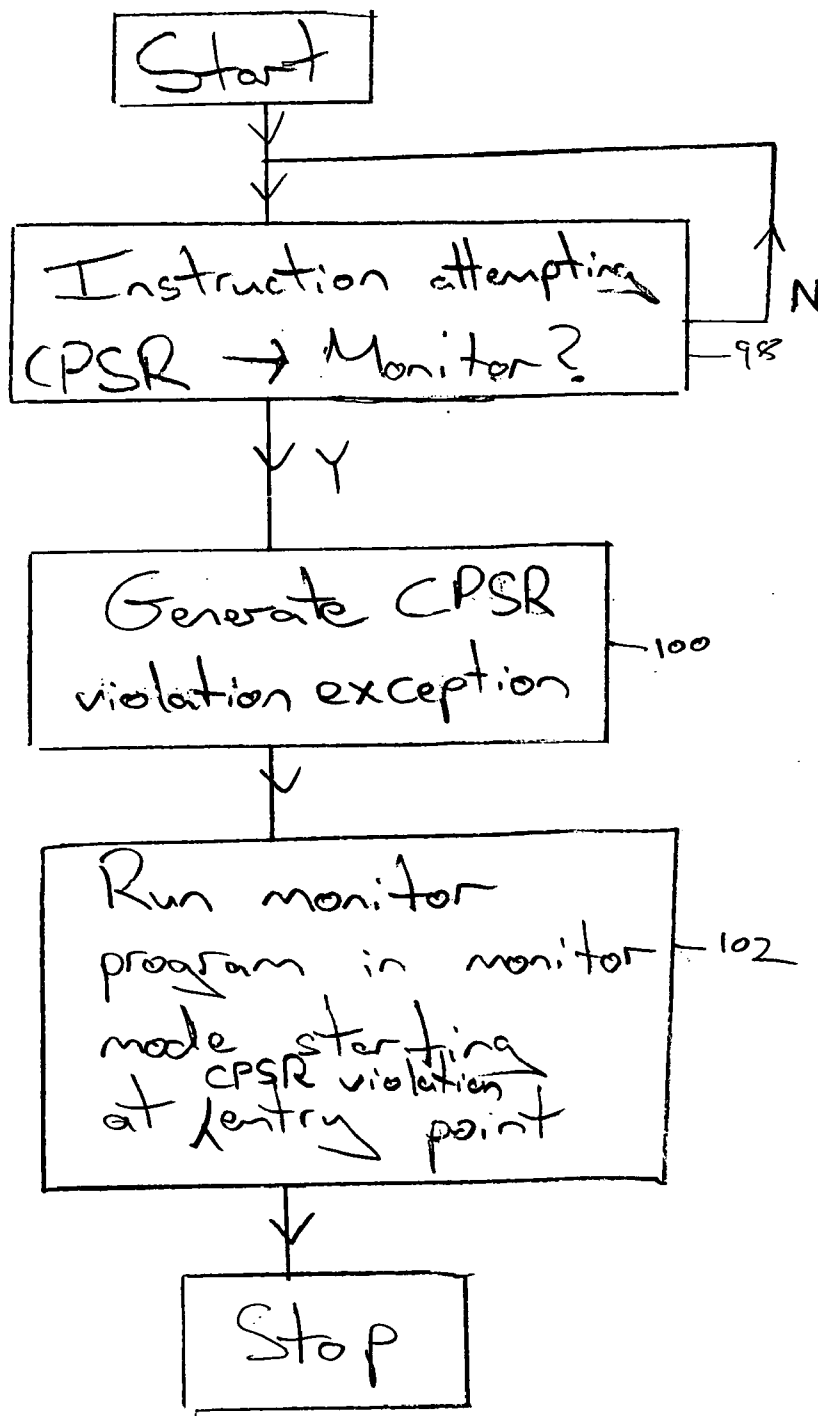 Start
Instruction attempting
CPSR → Monitor?
N
98
Y
Generate CPSR
violation exception
100
Run monitor
program in monitor
mode starting
CPSR violation
at entry point
102
Stop